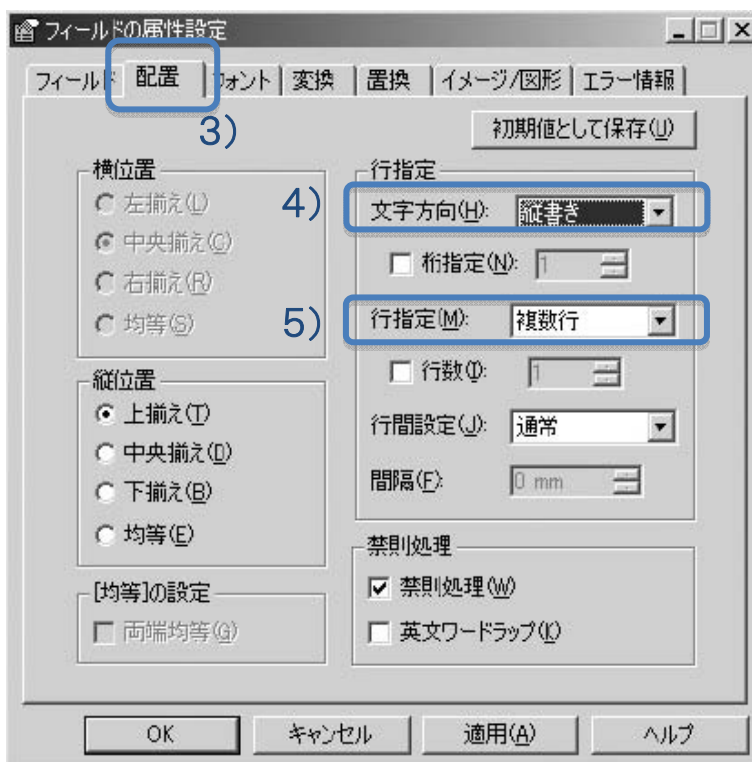 フィールドの属性設定
フィールド 配置 フォント 変換 置換 イメージ/図形 エラー情報
3)
初期値として保存(U)
横位置
左揃え(L)
中央揃え(C)
右揃え(R)
均等(S)
縦位置
上揃え(T)
中央揃え(D)
下揃え(B)
均等(E)
[均等]の設定
両端均等(G)
行指定
4)
文字方向(H): 縦書き
桁指定(N): 1
5)
行指定(M): 複数行
行数(I): 1
行間設定(J): 通常
間隔(F): 0 mm
禁則処理
禁則処理(W)
英文ワードラップ(K)
OK キャンセル 適用(A) ヘルプ